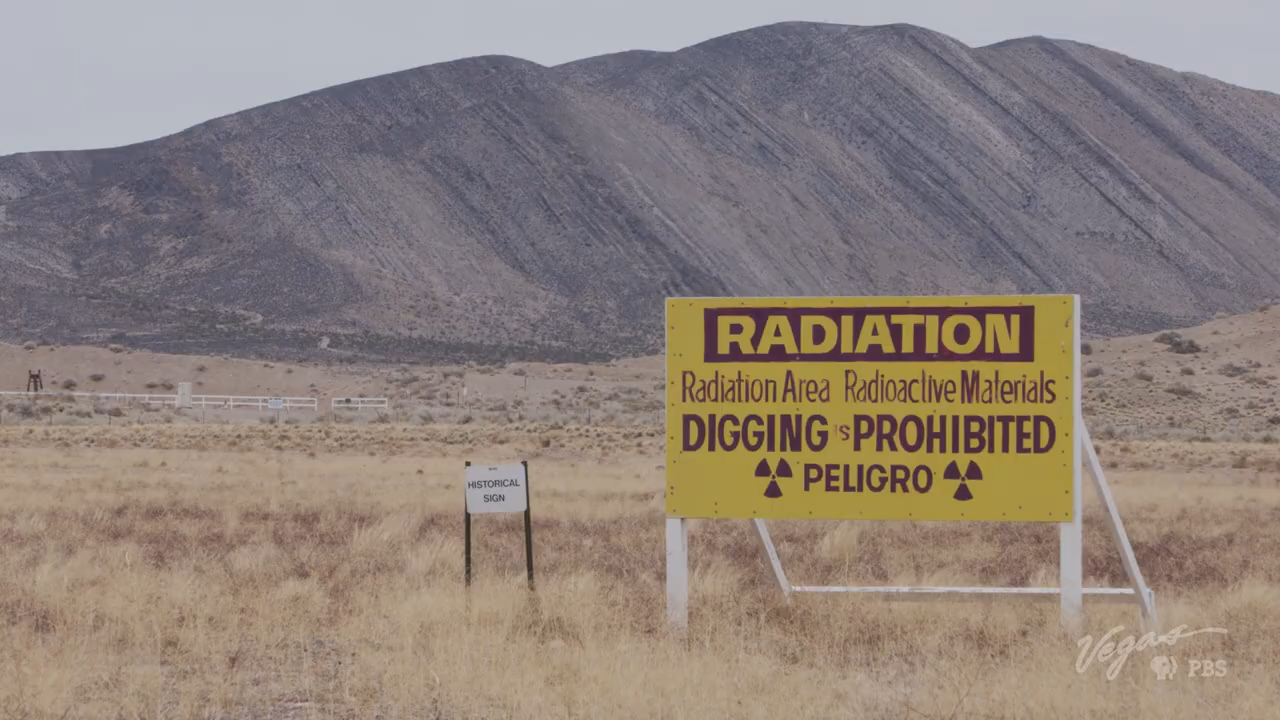 RADIATION
Radiation Area Radioactive Materials
DIGGING is PROHIBITED
PELIGRO
HISTORICAL
SIGN
Vegas
PBS